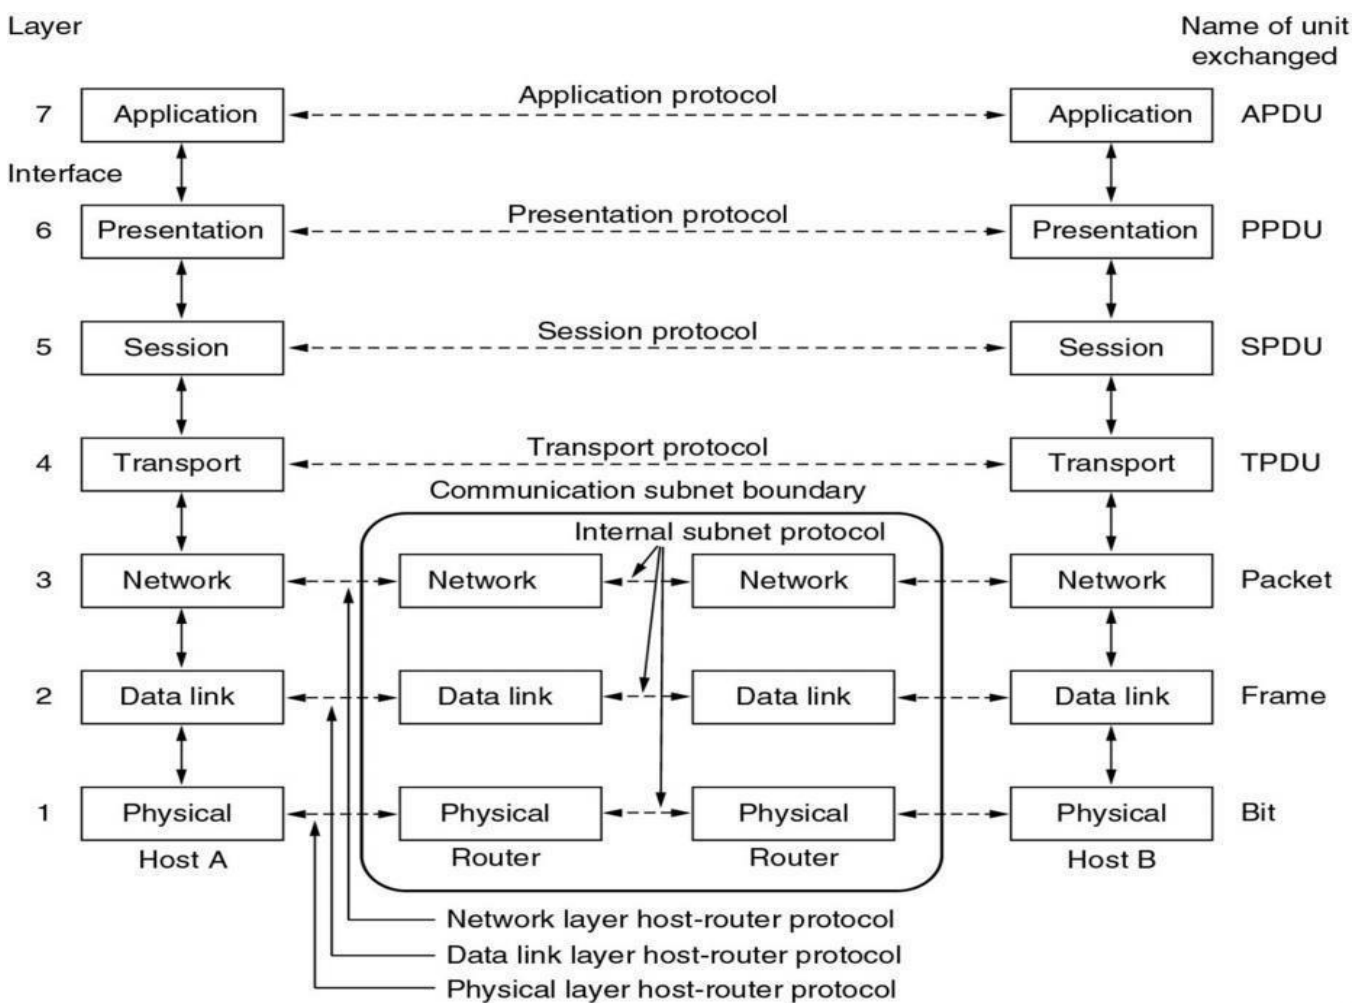 Layer
Name of unit
exchanged
Application protocol
7 Application Application APDU
Interface
Presentation protocol
6 Presentation Presentation PPDU
Session protocol
5 Session Session SPDU
Transport protocol
4 Transport Transport TPDU
Communication subnet boundary
Internal subnet protocol
3 Network Network Network Network Packet
2 Data link Data link Data link Data link Frame
1 Physical Physical Physical Physical Bit
Host A Router Router Host B
Network layer host-router protocol
Data link layer host-router protocol
Physical layer host-router protocol